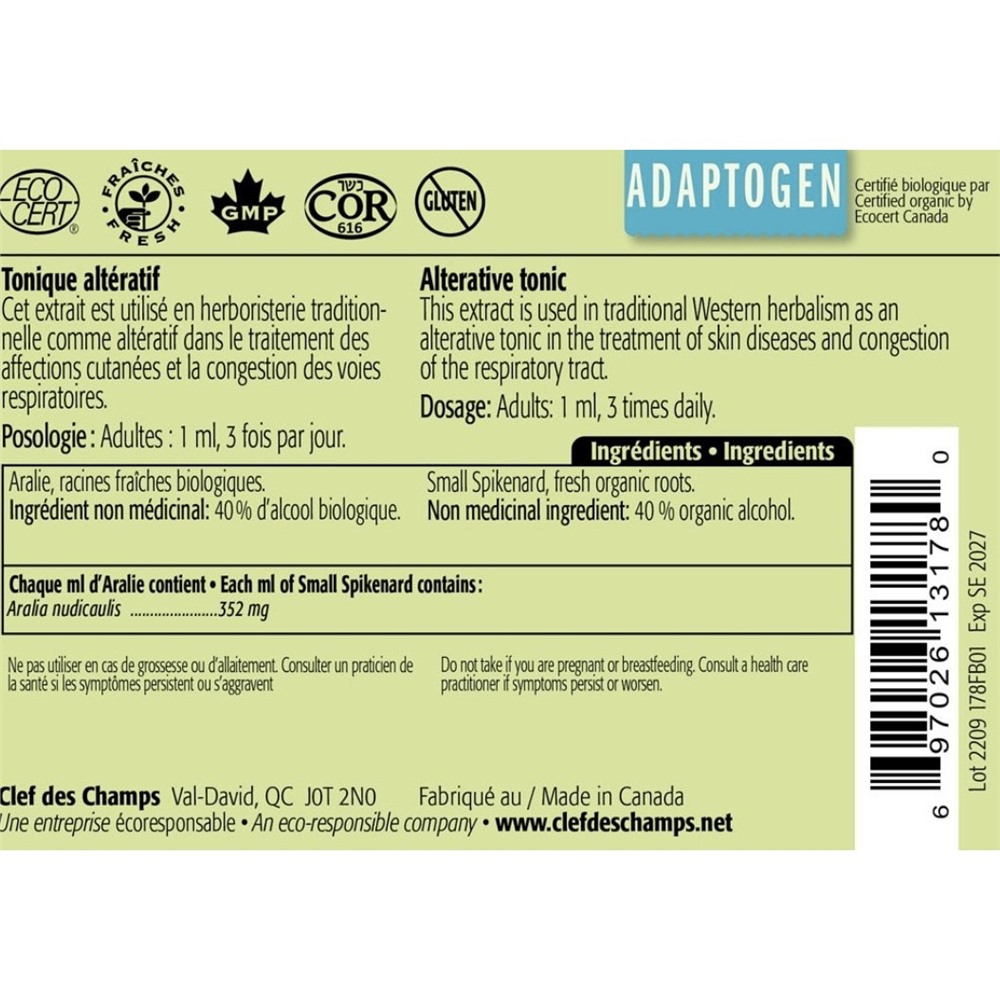 ECO
CERT
®
FRAÎCHES
FRESH
GMP
כשר
COR
616
GLUTEN
ADAPTOGEN
Certifié biologique par
Certified organic by
Ecocert Canada
Tonique altératif
Cet extrait est utilisé en herboristerie tradition-
nelle comme altératif dans le traitement des
affections cutanées et la congestion des voies
respiratoires.
Posologie : Adultes : 1 ml, 3 fois par jour.
Alterative tonic
This extract is used in traditional Western herbalism as an
alterative tonic in the treatment of skin diseases and congestion
of the respiratory tract.
Dosage: Adults: 1 ml, 3 times daily.
Ingrédients • Ingredients
Aralie, racines fraîches biologiques.
Ingrédient non médicinal: 40 % d’alcool biologique.
Small Spikenard, fresh organic roots.
Non medicinal ingredient: 40 % organic alcohol.
Chaque ml d’Aralie contient • Each ml of Small Spikenard contains :
Aralia nudicaulis ......................352 mg
Ne pas utiliser en cas de grossesse ou d’allaitement. Consulter un praticien de
la santé si les symptômes persistent ou s’aggravent
Do not take if you are pregnant or breastfeeding. Consult a health care
practitioner if symptoms persist or worsen.
Clef des Champs Val-David, QC J0T 2N0 Fabriqué au / Made in Canada
Une entreprise écoresponsable • An eco-responsible company • www.clefdeschamps.net
6 97026 13178 0
Lot 2209 178FB01 Exp SE 2027